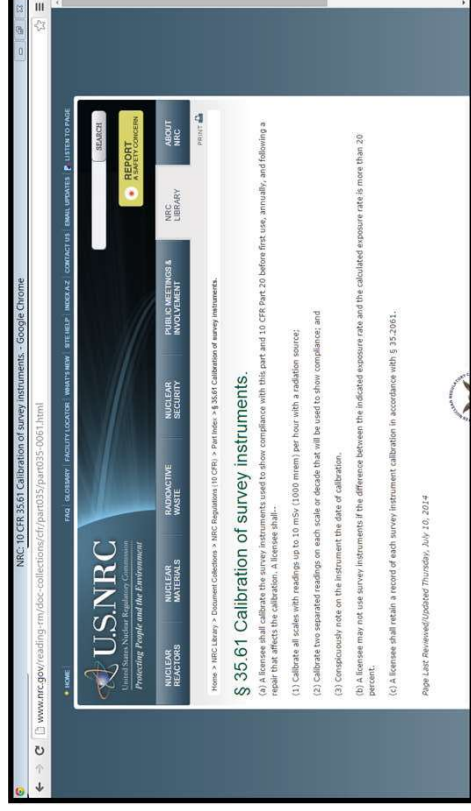 NRC: 10 CFR 35.61 Calibration of survey instruments. - Google Chrome
www.nrc.gov/reading-rm/doc-collections/cfr/part035/part035-0061.html
HOME
FAQ | GLOSSARY | FACILITY LOCATOR | WHAT'S NEW | SITE HELP | INDEX A-Z | CONTACT US | EMAIL UPDATES | LISTEN TO PAGE
U.S.NRC
United States Nuclear Regulatory Commission
Protecting People and the Environment
SEARCH
REPORT
A SAFETY CONCERN
NUCLEAR REACTORS
NUCLEAR MATERIALS
RADIOACTIVE WASTE
NUCLEAR SECURITY
PUBLIC MEETINGS & INVOLVEMENT
NRC LIBRARY
ABOUT NRC
PRINT
Home > NRC Library > Document Collections > NRC Regulations (10 CFR) > Part Index > § 35.61 Calibration of survey instruments.
§ 35.61 Calibration of survey instruments.
(a) A licensee shall calibrate the survey instruments used to show compliance with this part and 10 CFR Part 20 before first use, annually, and following a
repair that affects the calibration. A licensee shall--
(1) Calibrate all scales with readings up to 10 mSv (1000 mrem) per hour with a radiation source;
(2) Calibrate two separated readings on each scale or decade that will be used to show compliance; and
(3) Conspicuously note on the instrument the date of calibration.
(b) A licensee may not use survey instruments if the difference between the indicated exposure rate and the calculated exposure rate is more than 20
percent.
(c) A licensee shall retain a record of each survey instrument calibration in accordance with § 35.2061.
Page Last Reviewed/Updated Thursday, July 10, 2014